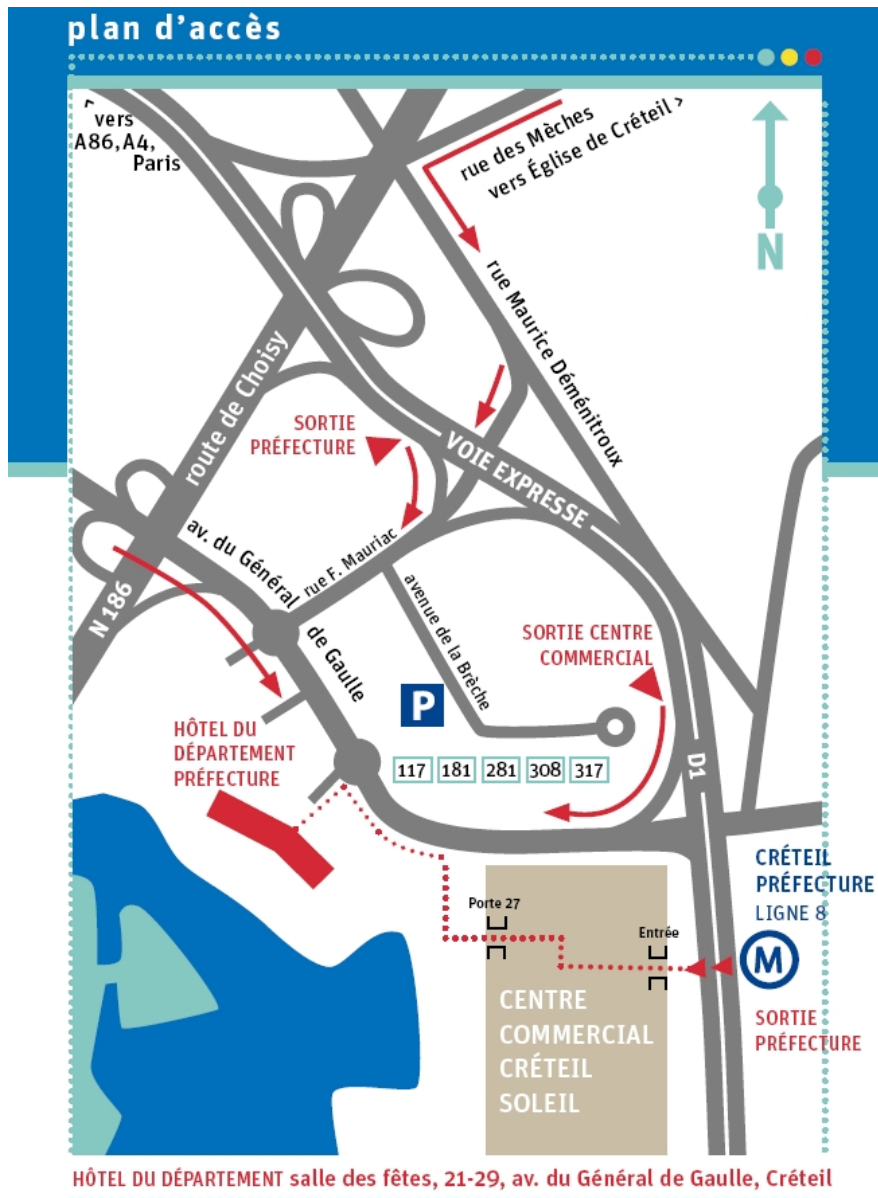 plan d'accès
vers
A86, A4,
Paris
rue des Mèches
vers Église de Créteil >
N
rue Maurice Déménitroux
route de Choisy
SORTIE
PRÉFECTURE
VOIE EXPRESSE
av. du Général
de Gaulle
rue F. Mauriac
N 186
avenue de la Brèche
SORTIE CENTRE
COMMERCIAL
P
HÔTEL DU
DÉPARTEMENT
PRÉFECTURE
117 181 281 308 317
D1
CRÉTEIL
PRÉFECTURE
LIGNE 8
Porte 27
Entrée
M
CENTRE
COMMERCIAL
CRÉTEIL
SOLEIL
SORTIE
PRÉFECTURE
HÔTEL DU DÉPARTEMENT salle des fêtes, 21-29, av. du Général de Gaulle, Créteil